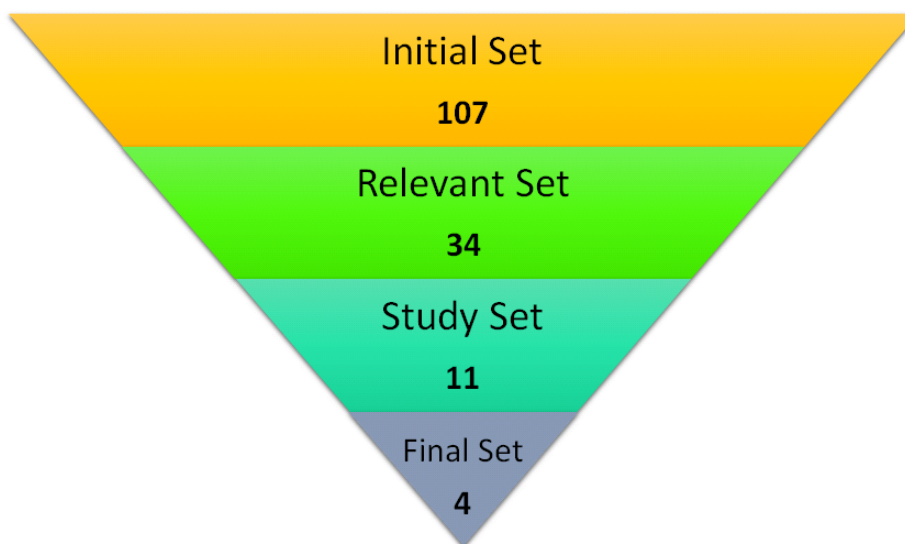 Initial Set
107
Relevant Set
34
Study Set
11
Final Set
4